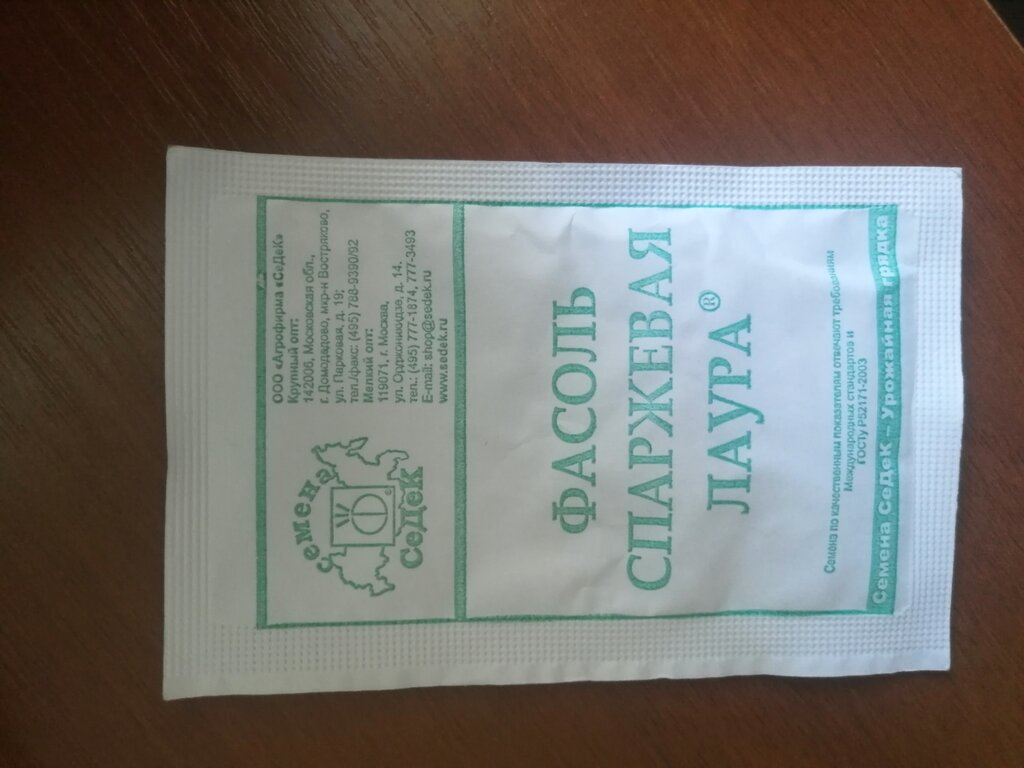 семена
СеДеК
ООО «Агрофирма «СеДеК»
Крупный опт:
142006, Московская обл.,
г. Домодедово, мкр-н Востряково,
ул. Парковая, д. 19;
тел./факс: (495) 788-9390/92
Мелкий опт:
119071, г. Москва,
ул. Орджоникидзе, д. 14.
тел.: (495) 777-1874, 777-3493
E-mail: shop@sedek.ru
www.sedek.ru
ФАСОЛЬ
СПАРЖЕВАЯ
ЛАУРА®
Семена по качественным показателям отвечают требованиям
Международных стандартов и
ГОСТу Р52171-2003
Семена СеДеК – Урожайная грядка